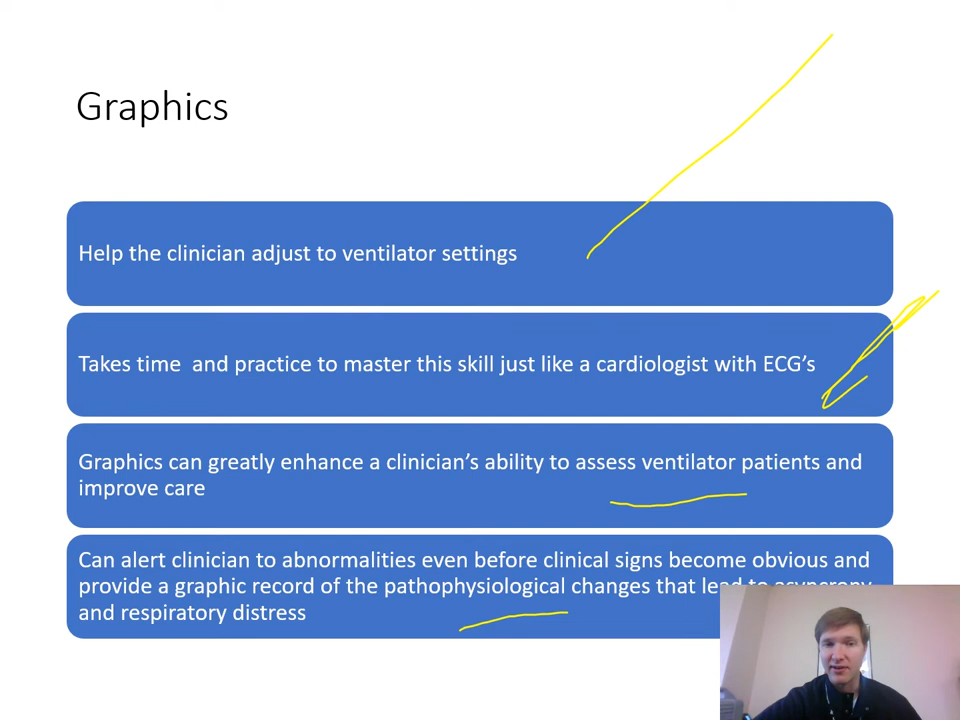 Graphics
Help the clinician adjust to ventilator settings
Takes time  and practice to master this skill just like a cardiologist with ECG's
Graphics can greatly enhance a clinician's ability to assess ventilator patients and
improve care
Can alert clinician to abnormalities even before clinical signs become obvious and
provide a graphic record of the pathophysiological changes that lead to
and respiratory distress